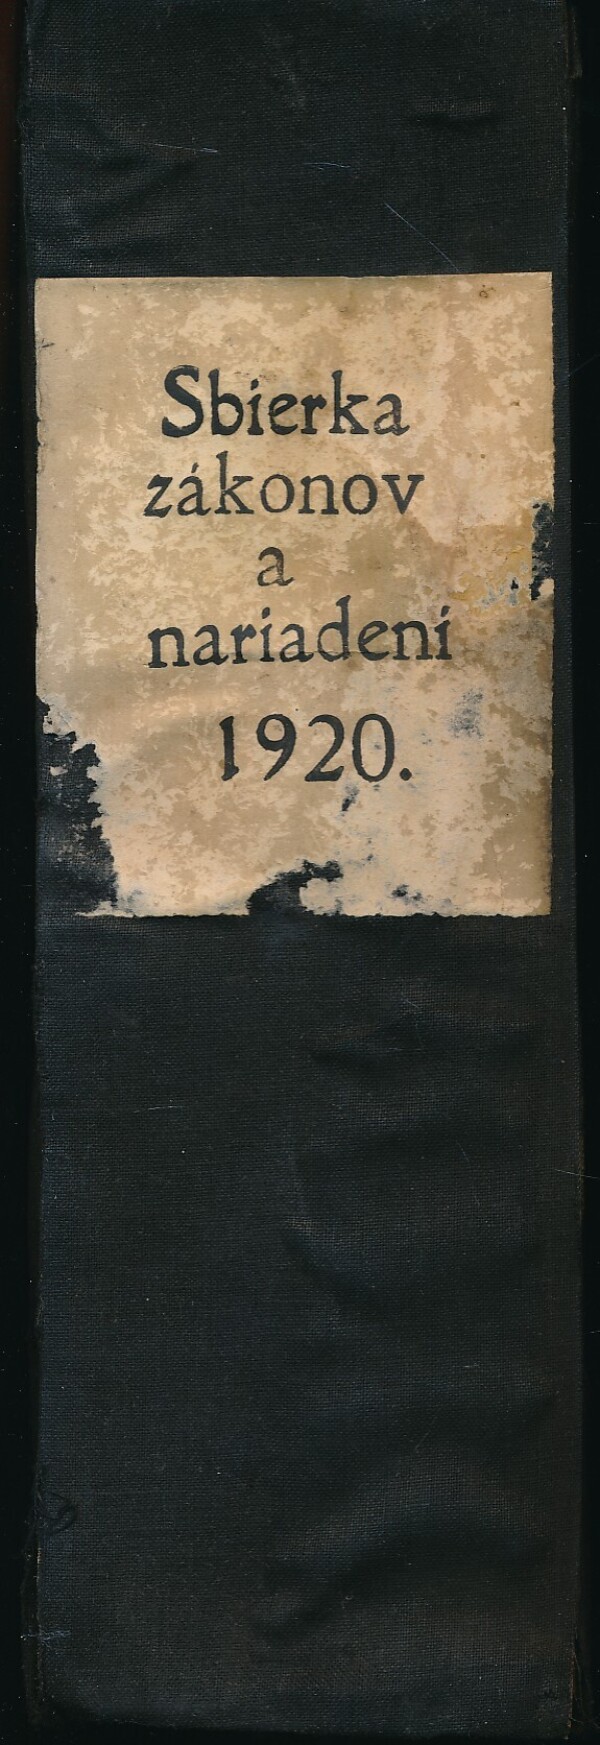 Sbierka
zákonov
a
nariadení
1920.